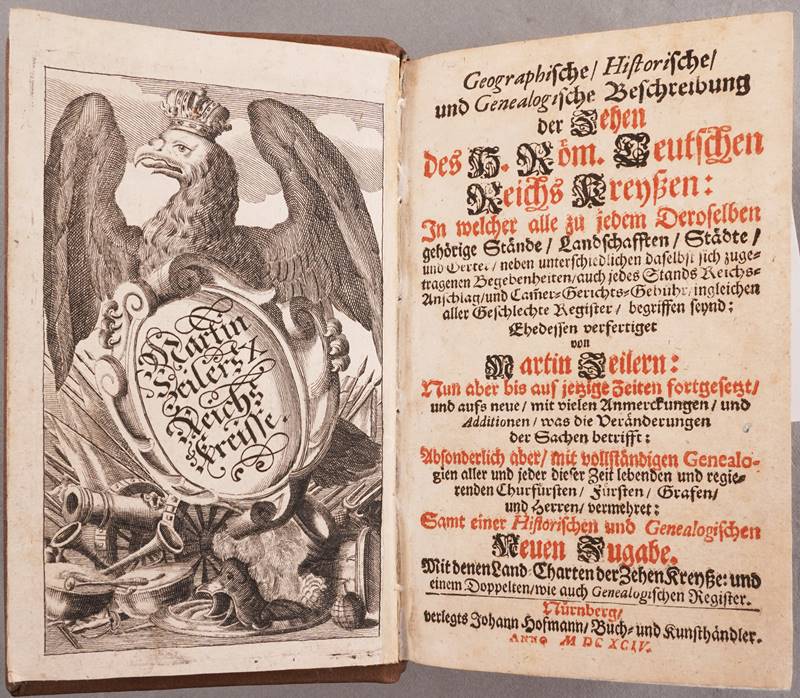 Martin
Zeilers X
Reichs
Kreisse.
Geographische/ Historische/
und Genealogische Beschreibung
der Zehen
des H. Röm. Teutschen
Reichs Kreyßen:
In welcher alle zu jedem Deroselben
gehörige Stände/ Landschafften/ Städte/
und Oerter/ neben unterschiedlichen daselbst sich zuge-
tragenen Begebenheiten/ auch jedes Stands Reichs-
Anschlag/ und Cam̃er-Gerichts-Gebühr/ ingleichen
aller Geschlechte Register/ begriffen seynd;
Ehedessen verfertiget
von
Martin Zeilern:
Nun aber bis auf jetzige Zeiten fortgesetzt/
und aufs neue/ mit vielen Anmerckungen/ und
Additionen/ was die Veränderungen
der Sachen betrifft:
Absonderlich aber/ mit vollständigen Genealo-
gien aller und jeder dieser Zeit lebenden und regie-
renden Churfürsten/ Fürsten/ Grafen/
und Herren/ vermehret:
Samt einer Historischen und Genealogischen
Neuen Zugabe.
Mit denen Land-Charten der Zehen Kreyße: und
einem Doppelten/ wie auch Genealogischen Register.
Nürnberg/
verlegts Johann Hofmann/ Buch- und Kunsthändler.
ANNO M DC XCIV.